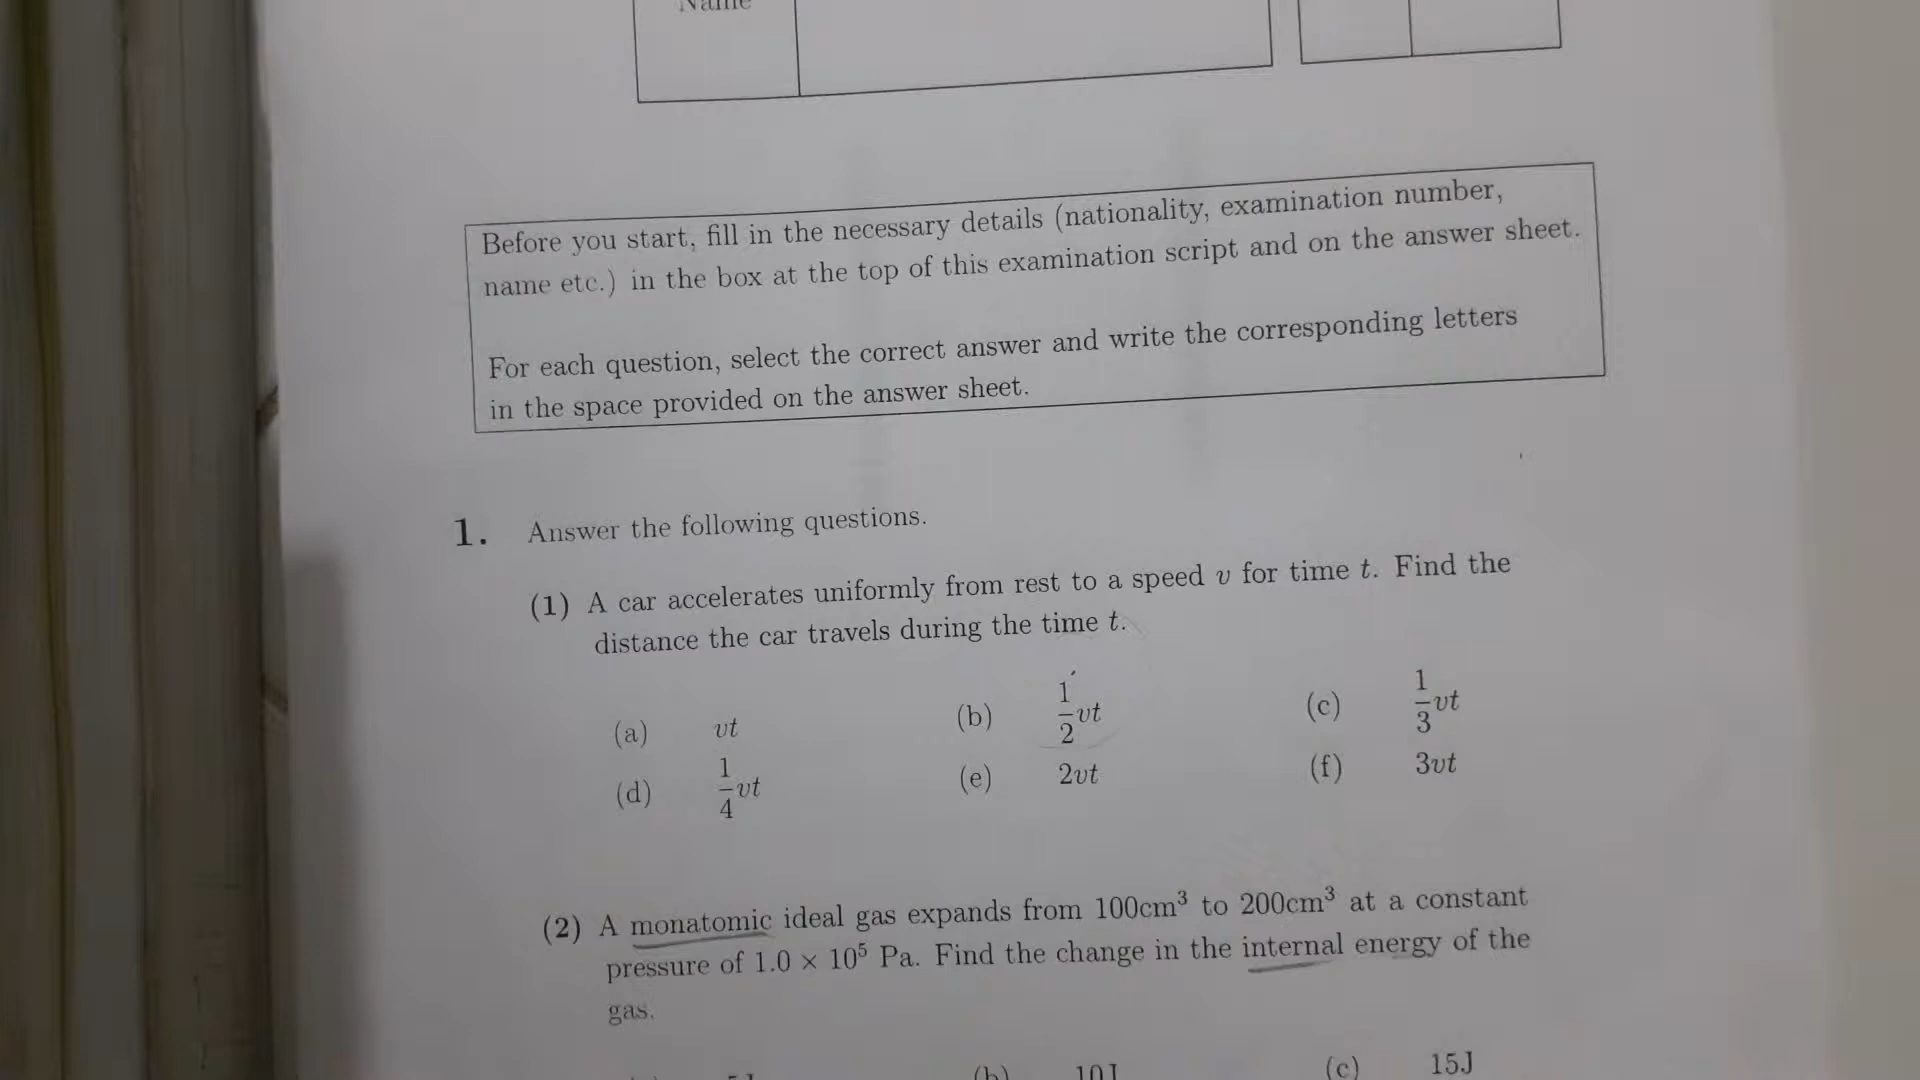 Name
Before you start, fill in the necessary details (nationality, examination number,
name etc.) in the box at the top of this examination script and on the answer sheet.
For each question, select the correct answer and write the corresponding letters
in the space provided on the answer sheet.
1. Answer the following questions.
(1) A car accelerates uniformly from rest to a speed v for time t. Find the
distance the car travels during the time t.
(a) vt (b) 1/2 vt (c) 1/3 vt
(d) 1/4 vt (e) 2vt (f) 3vt
(2) A monatomic ideal gas expands from 100cm³ to 200cm³ at a constant
pressure of 1.0 × 10⁵ Pa. Find the change in the internal energy of the
gas.
(b) 10J (c) 15J